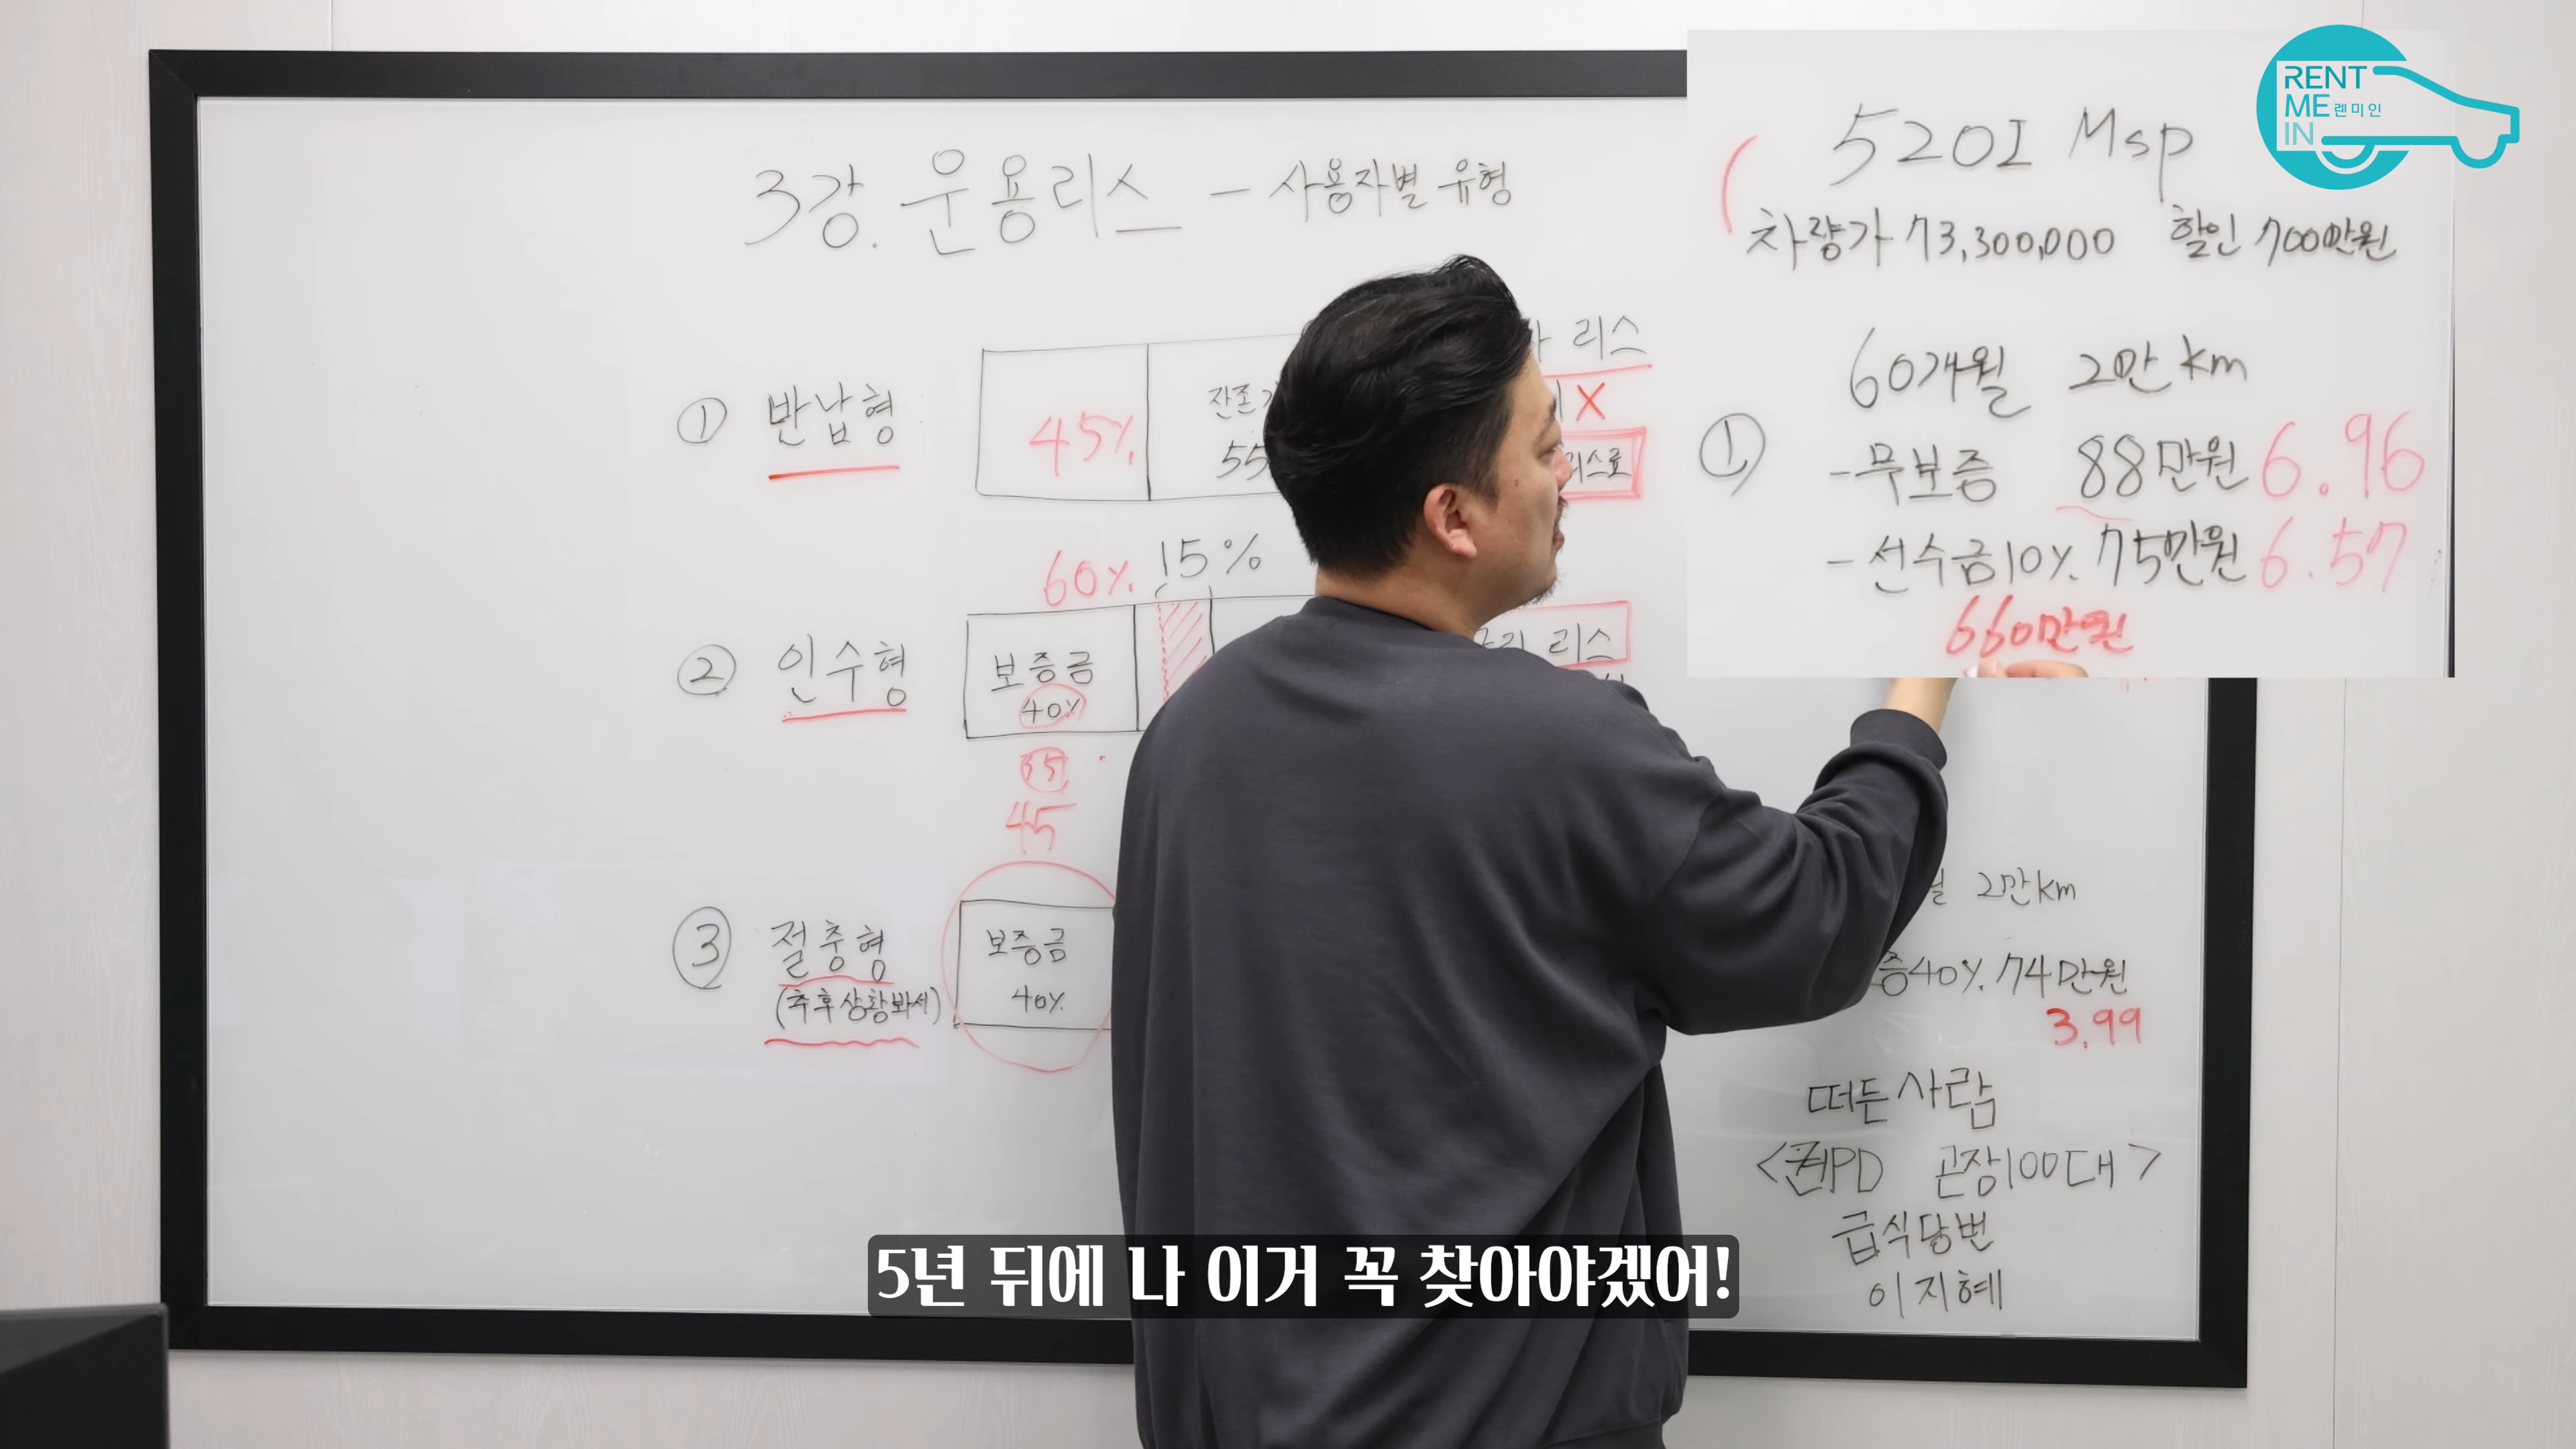 3강. 운용리스 - 사용자별 유형
① 반납형
45%
잔존
55
리스
X
리스료
② 인수형
60% 15%
보증금
40%
35
45
리스
③ 절충형
(추후상황봐서)
보증금
40%
RENT
ME 렌미인
IN
520I Msp
차량가 73,300,000 할인 700만원
60개월 2만 km
① -무보증 88만원 6.96
-선수금10% 75만원 6.57
660만원
월 2만km
증40% 74만원
3.99
떠든사람
PD 곤장100대>
급식당번
이지혜
5년 뒤에 나 이거 꼭 찾아야겠어!